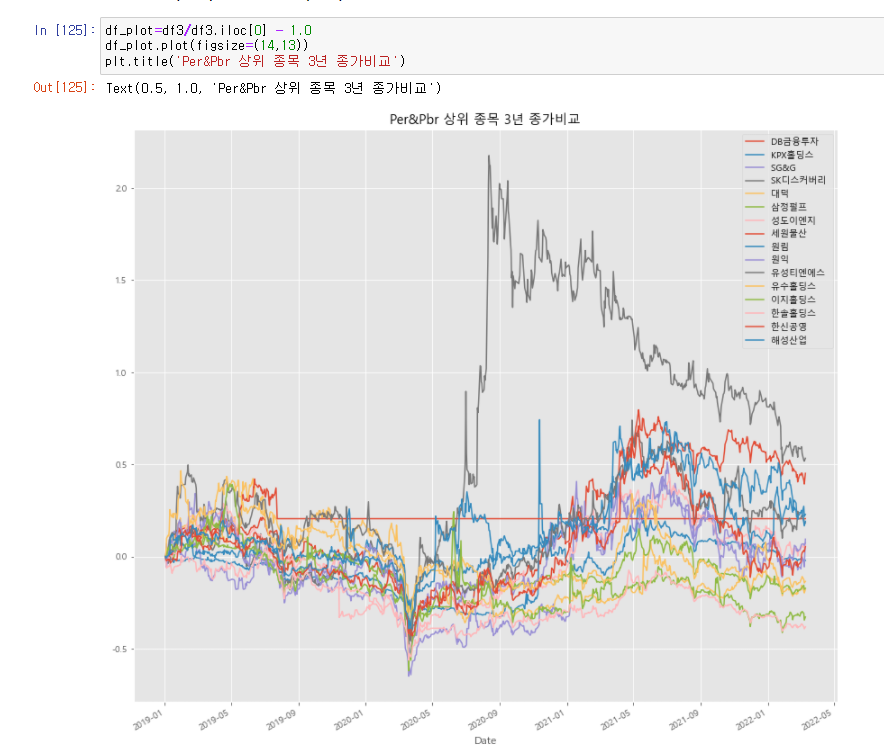 In [125]: df_plot=df3/df3.iloc[0] - 1.0
df_plot.plot(figsize=(14,13))
plt.title('Per&Pbr 상위 종목 3년 종가비교')
Out[125]: Text(0.5, 1.0, 'Per&Pbr 상위 종목 3년 종가비교')
Per&Pbr 상위 종목 3년 종가비교
DB금융투자
KPX홀딩스
SG&G
SK디스커버리
대덕
삼정펄프
성도이엔지
세원물산
원림
원익
유성티엔에스
유수홀딩스
이지홀딩스
한솔홀딩스
한신공영
해성산업
2.0
1.5
1.0
0.5
0.0
-0.5
2019-01
2019-05
2019-09
2020-01
2020-05
2020-09
2021-01
2021-05
2021-09
2022-01
2022-05
Date